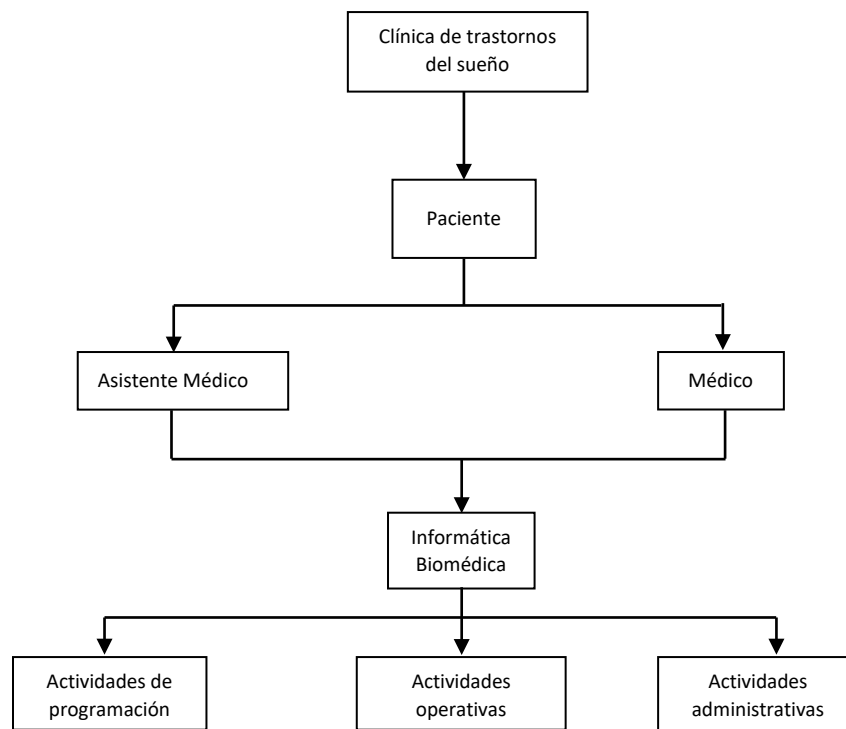 Clínica de trastornos
del sueño
Paciente
Asistente Médico
Médico
Informática
Biomédica
Actividades de
programación
Actividades
operativas
Actividades
administrativas